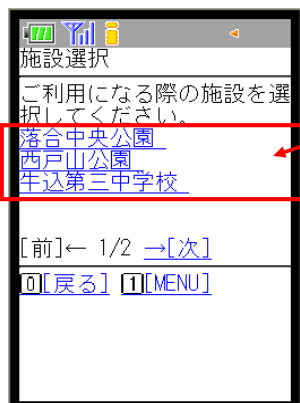 施設選択
ご利用になる際の施設を選
択してください。
落合中央公園
西戸山公園
牛込第三中学校
[前]← 1/2 →[次]
0[戻る] 1[MENU]